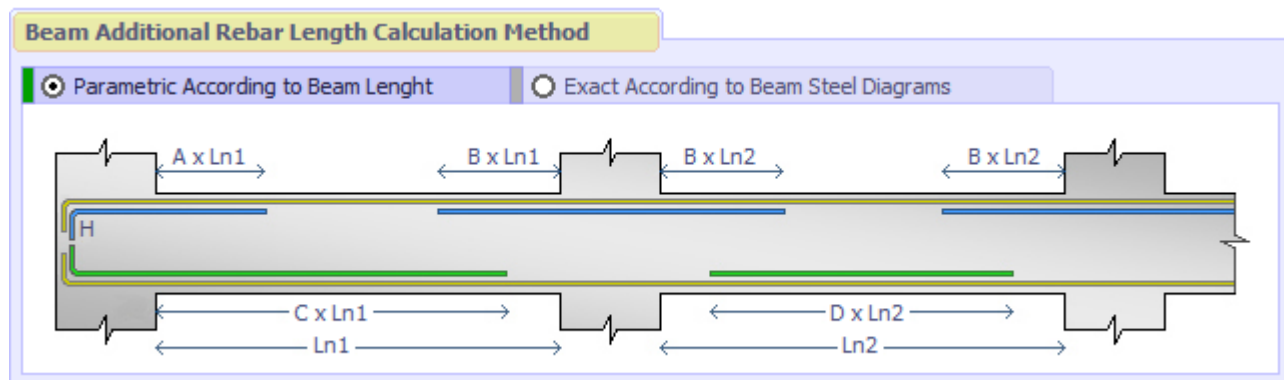 Beam Additional Rebar Length Calculation Method
Parametric According to Beam Lenght Exact According to Beam Steel Diagrams
A x Ln1 B x Ln1 B x Ln2 B x Ln2
H
C x Ln1 D x Ln2
Ln1 Ln2